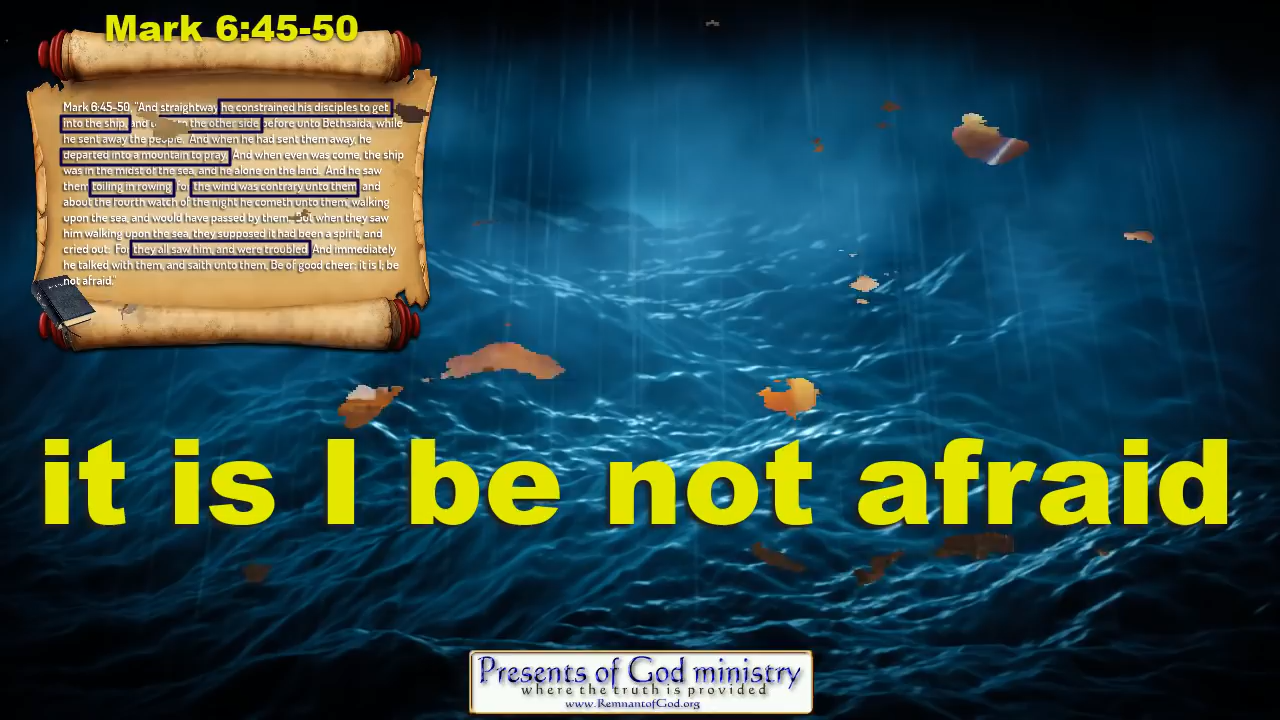 Mark 6:45-50
Mark 6:45-50, "And straightway he constrained his disciples to get
into the ship, and to the other side before unto Bethsaida, while
he sent away the people. And when he had sent them away, he
departed into a mountain to pray. And when even was come, the ship
was in the midst of the sea, and he alone on the land. And he saw
them toiling in rowing; for the wind was contrary unto them: and
about the fourth watch of the night he cometh unto them, walking
upon the sea, and would have passed by them. But when they saw
him walking upon the sea, they supposed it had been a spirit, and
cried out: For they all saw him, and were troubled. And immediately
he talked with them, and saith unto them, Be of good cheer: it is I; be
not afraid."
it is I be not afraid
Presents of God ministry
where the truth is provided
www.RemnantofGod.org